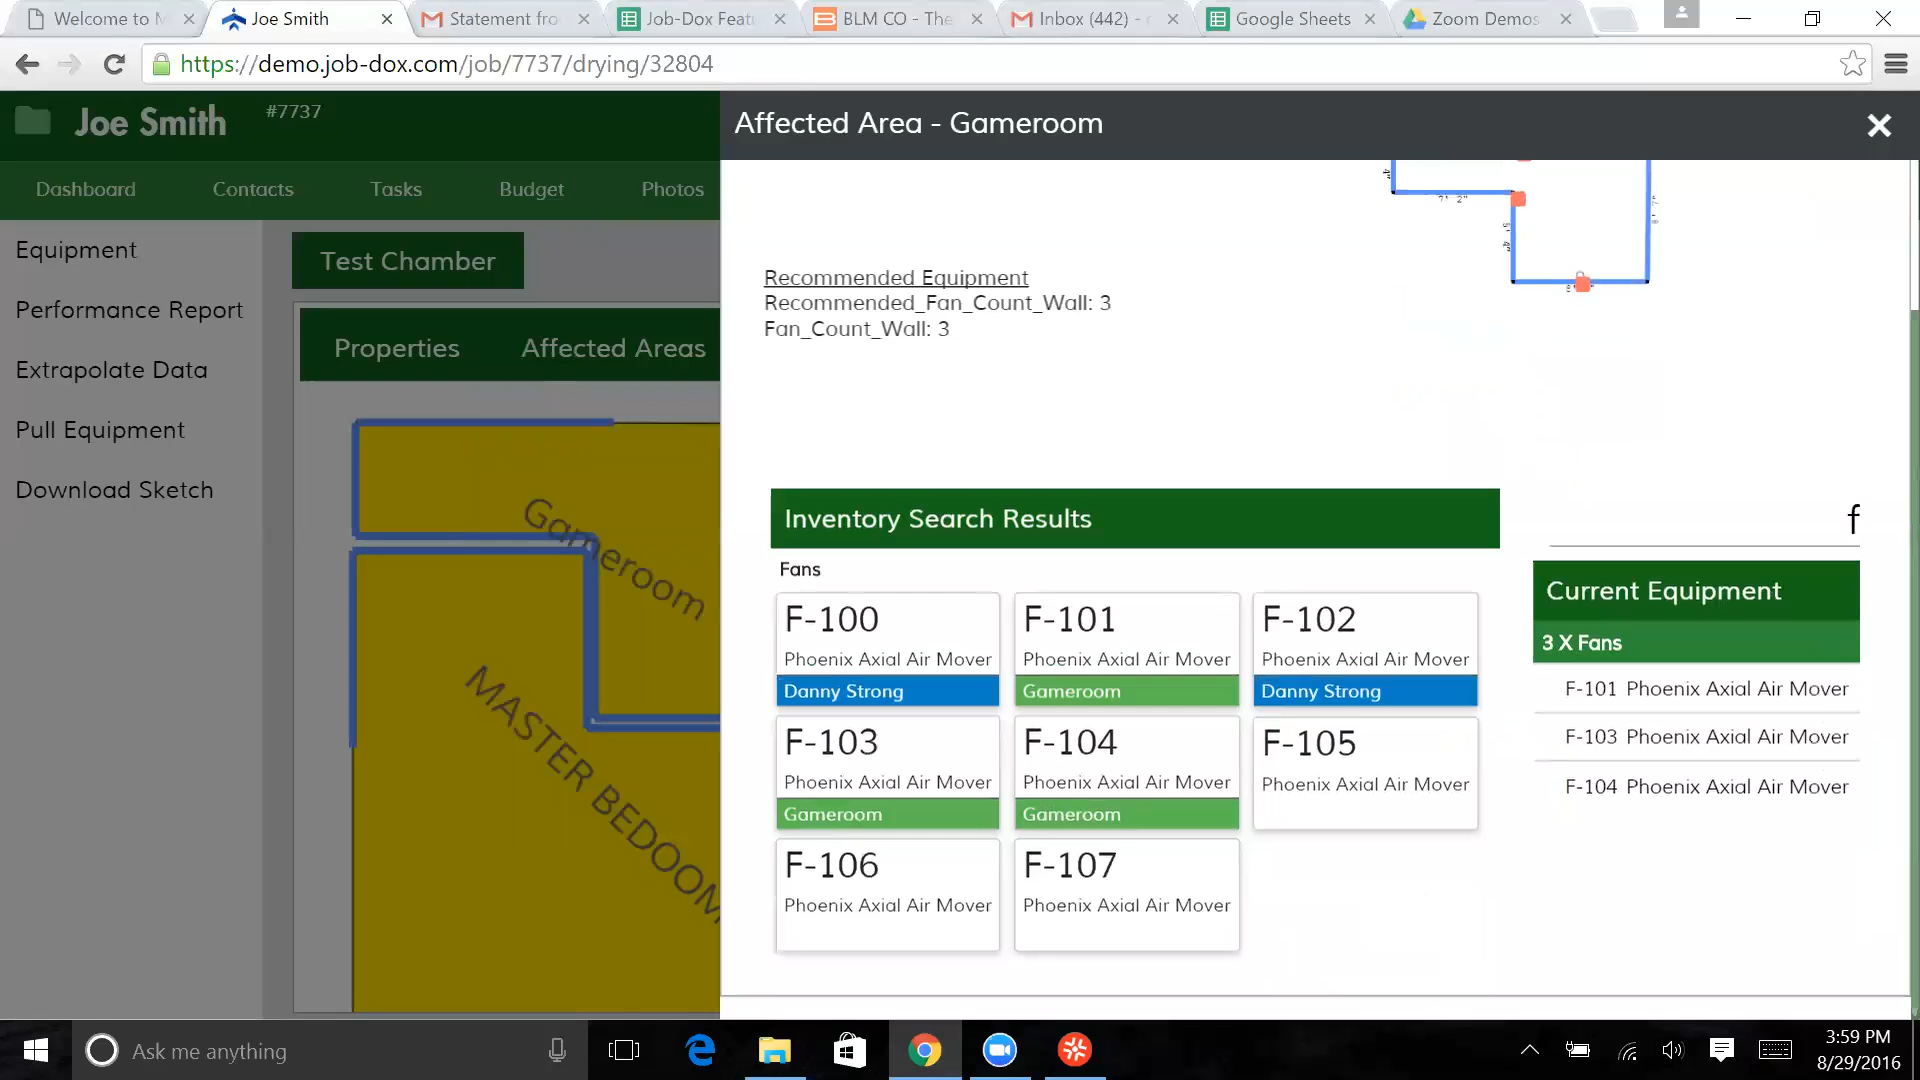 Welcome to M
Joe Smith
Statement fro
Job-Dox Feat
BLM CO - The
Inbox (442) -
Google Sheets
Zoom Demos
https://demo.job-dox.com/job/7737/drying/32804
Joe Smith
#7737
Dashboard
Contacts
Tasks
Budget
Photos
Equipment
Performance Report
Extrapolate Data
Pull Equipment
Download Sketch
Test Chamber
Properties
Affected Areas
Gameroom
MASTER BEDOOM
Affected Area - Gameroom
4"
7' 2"
5' 4"
Recommended Equipment
Recommended_Fan_Count_Wall: 3
Fan_Count_Wall: 3
Inventory Search Results
Fans
F-100
Phoenix Axial Air Mover
Danny Strong
F-101
Phoenix Axial Air Mover
Gameroom
F-102
Phoenix Axial Air Mover
Danny Strong
F-103
Phoenix Axial Air Mover
Gameroom
F-104
Phoenix Axial Air Mover
Gameroom
F-105
Phoenix Axial Air Mover
F-106
Phoenix Axial Air Mover
F-107
Phoenix Axial Air Mover
f
Current Equipment
3 X Fans
F-101 Phoenix Axial Air Mover
F-103 Phoenix Axial Air Mover
F-104 Phoenix Axial Air Mover
Ask me anything
3:59 PM
8/29/2016